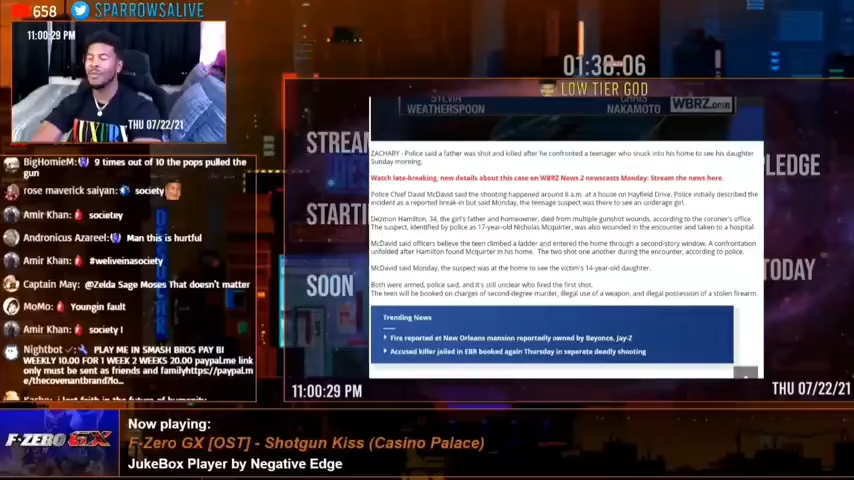 658
SPARROWSALIVE
11:00:29 PM
THU 07/22/21
01:38:06
LOW TIER GOD
BigHomieM: 9 times out of 10 the pops pulled the
gun
rose maverick saiyan: society
Amir Khan: societey
Andronicus Azareel: Man this is hurtful
Amir Khan: #weliveinasociety
Captain May: @Zelda Sage Moses That doesn't matter
MoMo: Youngin fault
Amir Khan: society !
Nightbot: PLAY ME IN SMASH BROS PAY BI
WEEKLY 10.00 FOR 1 WEEK 2 WEEKS 20.00 paypal.me link
only must be sent as friends and familyhttps://paypal.m
e/thecovenantbrand?lo...
STREA
STARTI
SOON
PLEDGE
TODAY
SYLVIA
WEATHERSPOON
CHRIS
NAKAMOTO
WBRZ.com
ZACHARY - Police said a father was shot and killed after he confronted a teenager who snuck into his home to see his daughter
Sunday morning.
Watch late-breaking, new details about this case on WBRZ News 2 newscasts Monday: Stream the news here.
Police Chief David McDavid said the shooting happened around 8 a.m. at a house on Hayfield Drive. Police initially described the
incident as a reported break-in but said Monday, the teenage suspect was there to see an underage girl.
Dezmon Hamilton, 34, the girl's father and homeowner, died from multiple gunshot wounds, according to the coroner's office.
The suspect, identified by police as 17-year-old Nicholas Mcquirter, was also wounded in the encounter and taken to a hospital.
McDavid said officers believe the teen climbed a ladder and entered the home through a second-story window. A confrontation
unfolded after Hamilton found Mcquirter in his home. The two shot one another during the encounter, according to police.
McDavid said Monday, the suspect was at the home to see the victim's 14-year-old daughter.
Both were armed, police said, and it's still unclear who fired the first shot.
The teen will be booked on charges of second-degree murder, illegal use of a weapon, and illegal possession of a stolen firearm.
Trending News
Fire reported at New Orleans mansion reportedly owned by Beyonce, Jay-Z
Accused killer jailed in EBR booked again Thursday in seperate deadly shooting
11:00:29 PM
THU 07/22/21
F-ZERO GX
Now playing:
F-Zero GX [OST] - Shotgun Kiss (Casino Palace)
JukeBox Player by Negative Edge